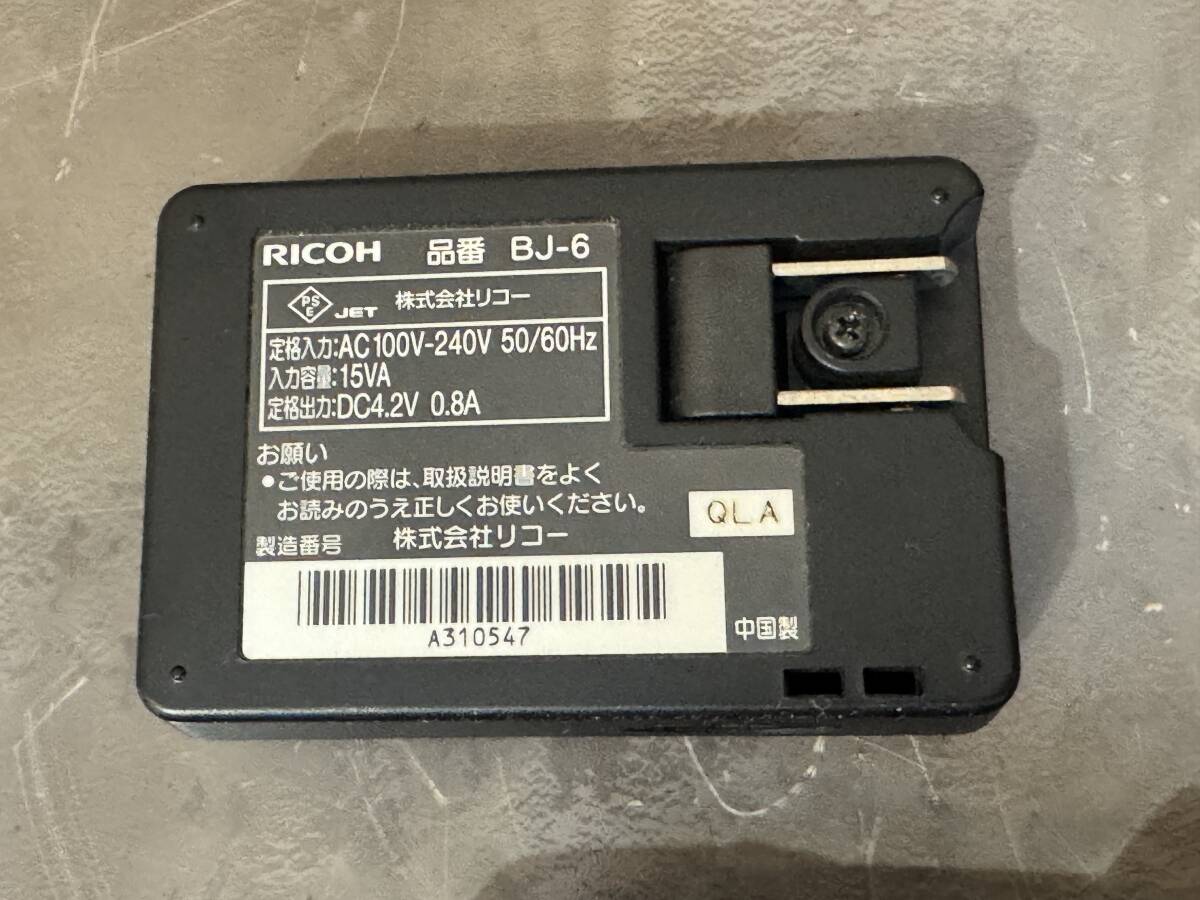 RICOH 品番 BJ-6
PSE JET 株式会社リコー
定格入力:AC100V-240V 50/60Hz
入力容量:15VA
定格出力:DC4.2V 0.8A
お願い
●ご使用の際は、取扱説明書をよく
お読みのうえ正しくお使いください。
製造番号 株式会社リコー
QLA
A310547
中国製